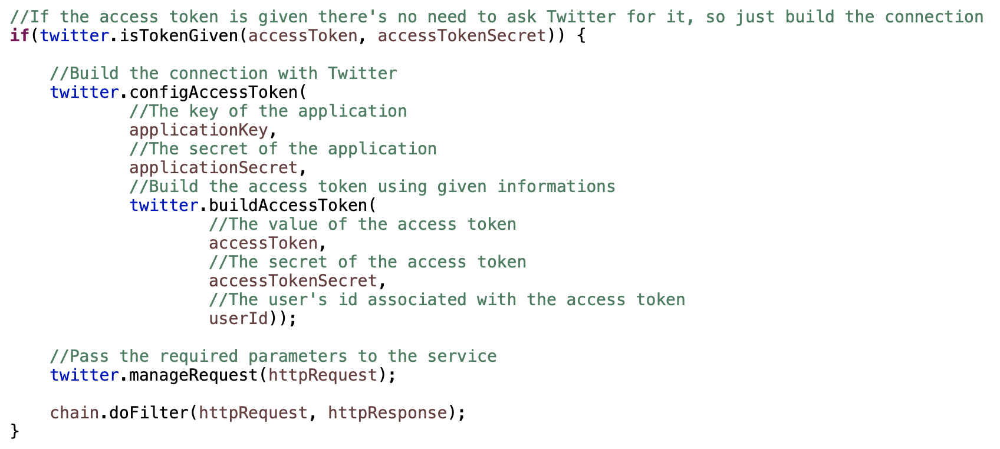 //If the access token is given there's no need to ask Twitter for it, so just build the connection
if(twitter.isTokenGiven(accessToken, accessTokenSecret)) {
//Build the connection with Twitter
twitter.configAccessToken(
//The key of the application
applicationKey,
//The secret of the application
applicationSecret,
//Build the access token using given informations
twitter.buildAccessToken(
//The value of the access token
accessToken,
//The secret of the access token
accessTokenSecret,
//The user's id associated with the access token
userId));
//Pass the required parameters to the service
twitter.manageRequest(httpRequest);
chain.doFilter(httpRequest, httpResponse);
}